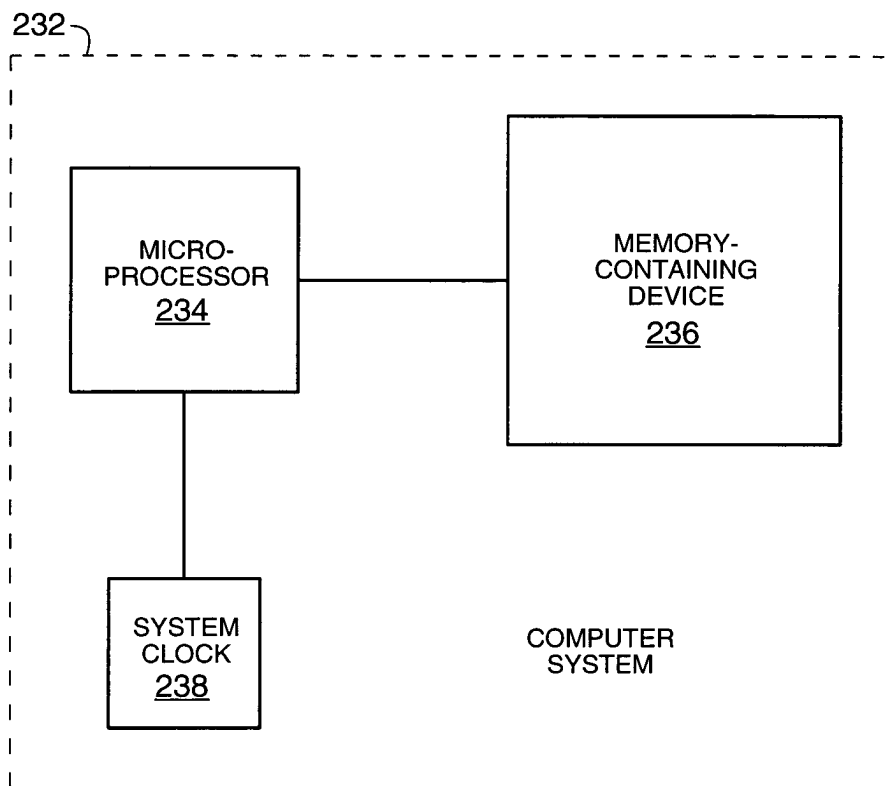 232
MICRO-
PROCESSOR
234
MEMORY-
CONTAINING
DEVICE
236
SYSTEM
CLOCK
238
COMPUTER
SYSTEM